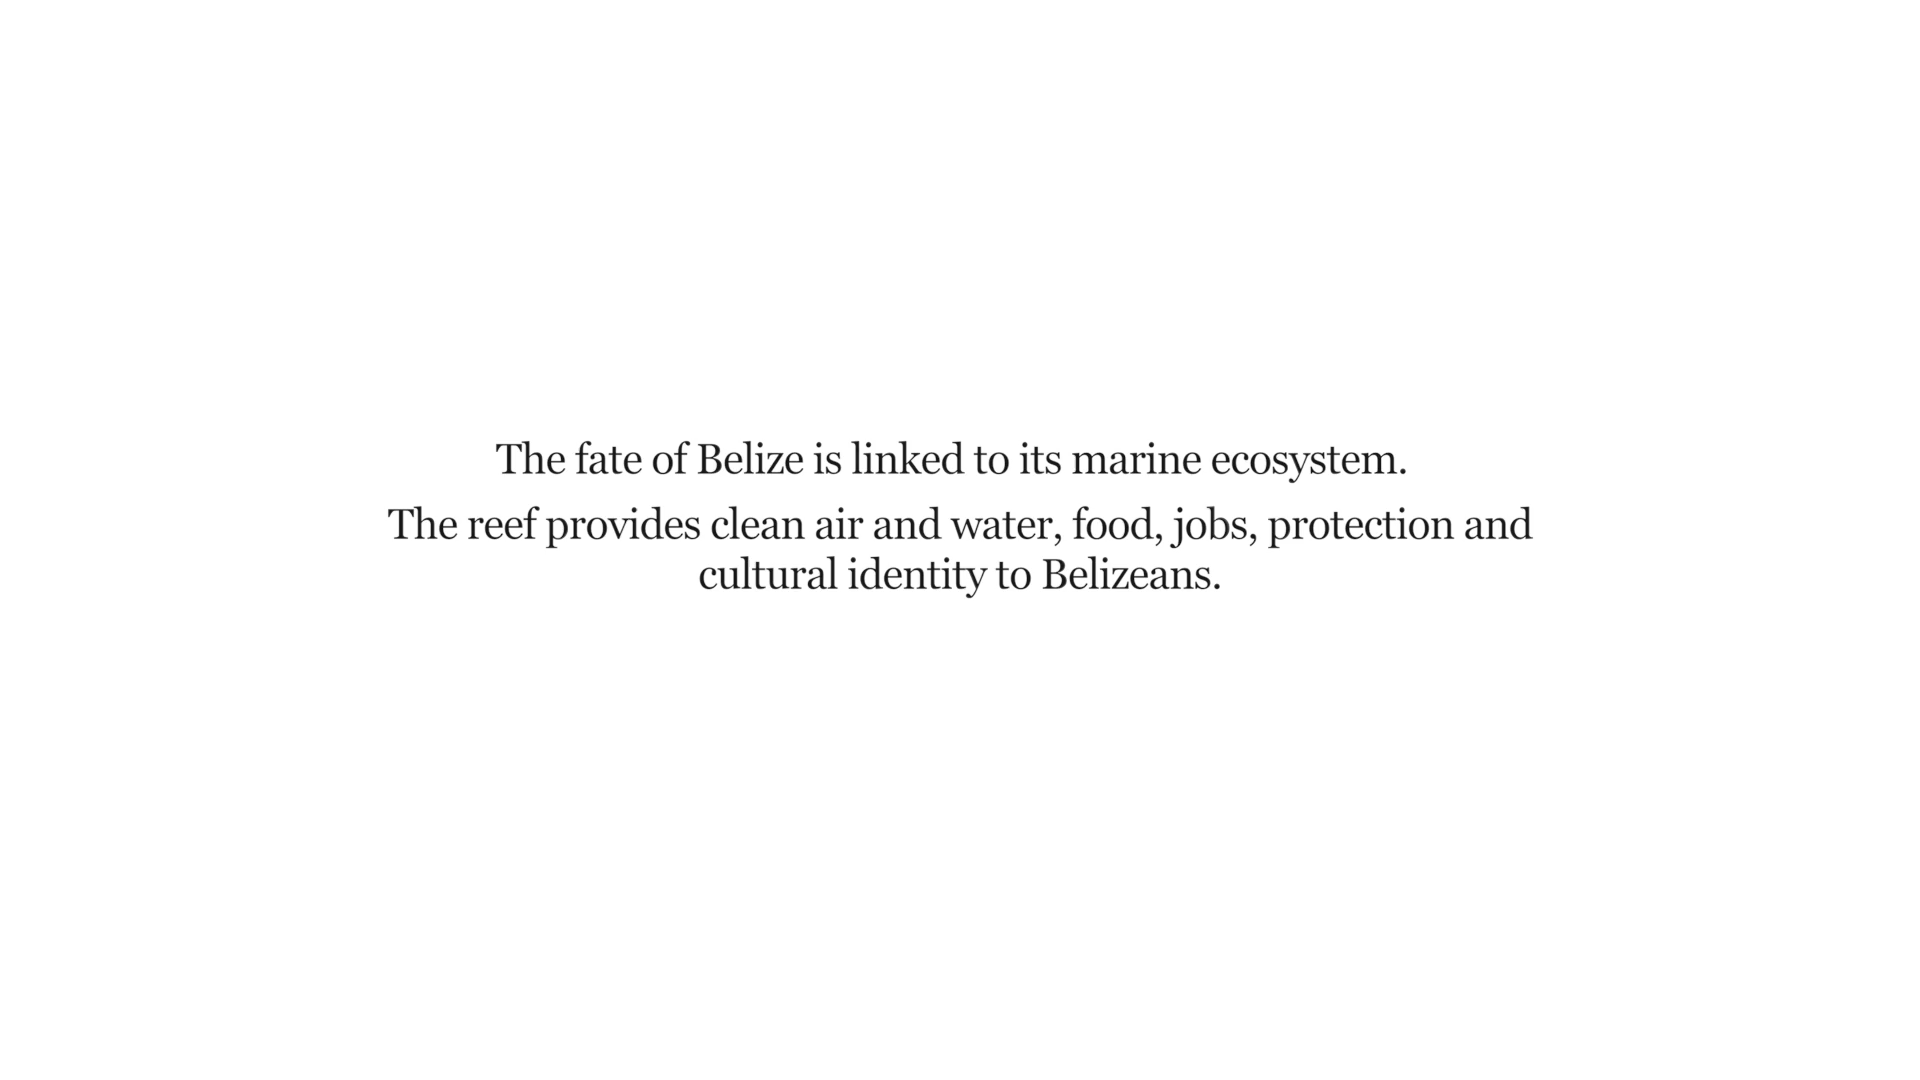 The fate of Belize is linked to its marine ecosystem.
The reef provides clean air and water, food, jobs, protection and
cultural identity to Belizeans.